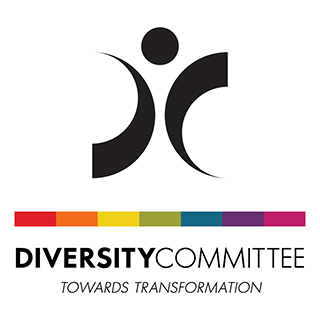 DIVERSITYCOMMITTEE
TOWARDS TRANSFORMATION